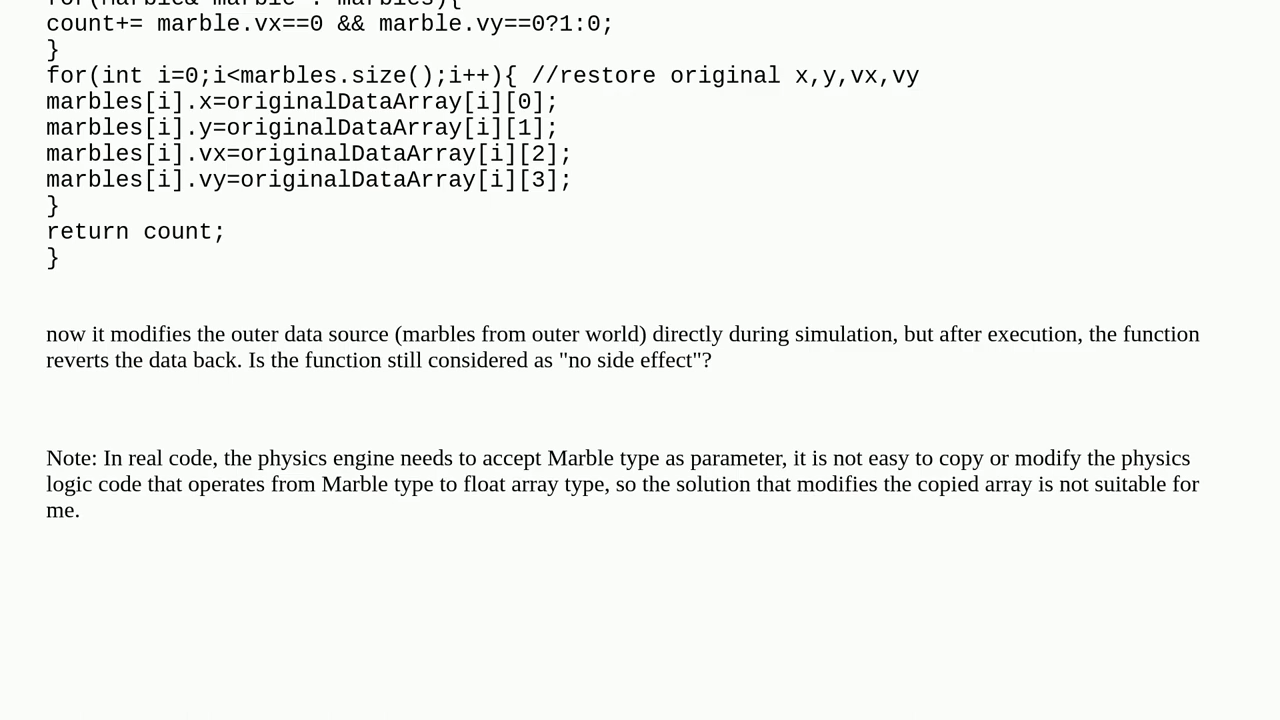 for(Marble& marble : marbles){
count+= marble.vx==0 && marble.vy==0?1:0;
}
for(int i=0;i<marbles.size();i++){ //restore original x,y,vx,vy
marbles[i].x=originalDataArray[i][0];
marbles[i].y=originalDataArray[i][1];
marbles[i].vx=originalDataArray[i][2];
marbles[i].vy=originalDataArray[i][3];
}
return count;
}
now it modifies the outer data source (marbles from outer world) directly during simulation, but after execution, the function
reverts the data back. Is the function still considered as "no side effect"?
Note: In real code, the physics engine needs to accept Marble type as parameter, it is not easy to copy or modify the physics
logic code that operates from Marble type to float array type, so the solution that modifies the copied array is not suitable for
me.